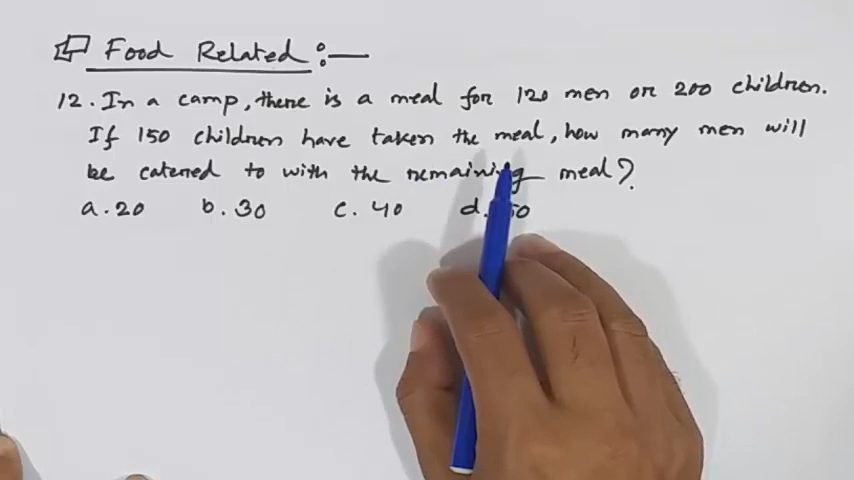 Food Related :—
12. In a camp, there is a meal for 120 men or 200 children.
If 150 children have taken the meal, how many men will
be catered to with the remaining meal?
a. 20 b. 30 c. 40 d.